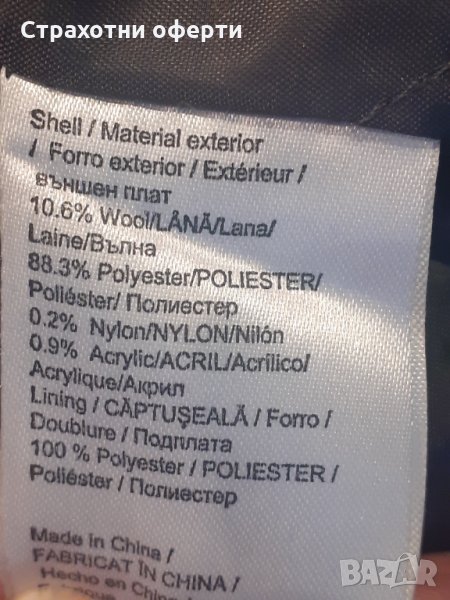 Страхотни оферти
Shell / Material exterior
/ Forro exterior / Extérieur /
външен плат
10.6% Wool/LÂNĂ/Lana/
Laine/Вълна
88.3% Polyester/POLIESTER/
Poliéster/ Полиестер
0.2% Nylon/NYLON/Nilón
0.9% Acrylic/ACRIL/Acrílico/
Acrylique/Акрил
Lining / CĂPTUŞEALĂ / Forro /
Doublure / Подплата
100 % Polyester / POLIESTER /
Poliéster / Полиестер
Made in China /
FABRICAT ÎN CHINA /
Hecho en China /
BAZAR